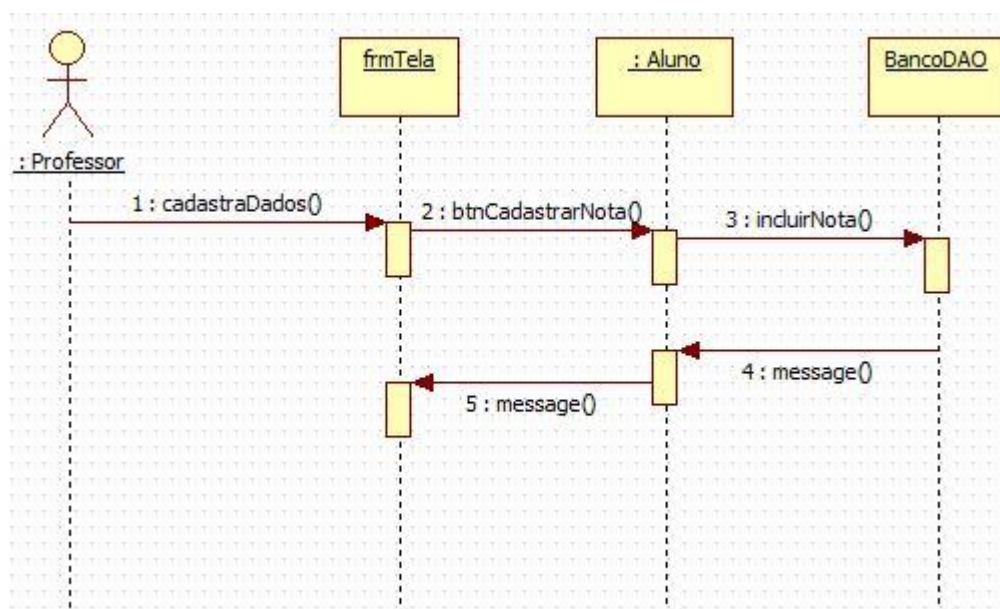 frmTela
: Aluno
BancoDAO
: Professor
1 : cadastraDados()
2 : btnCadastrarNota()
3 : incluirNota()
4 : message()
5 : message()